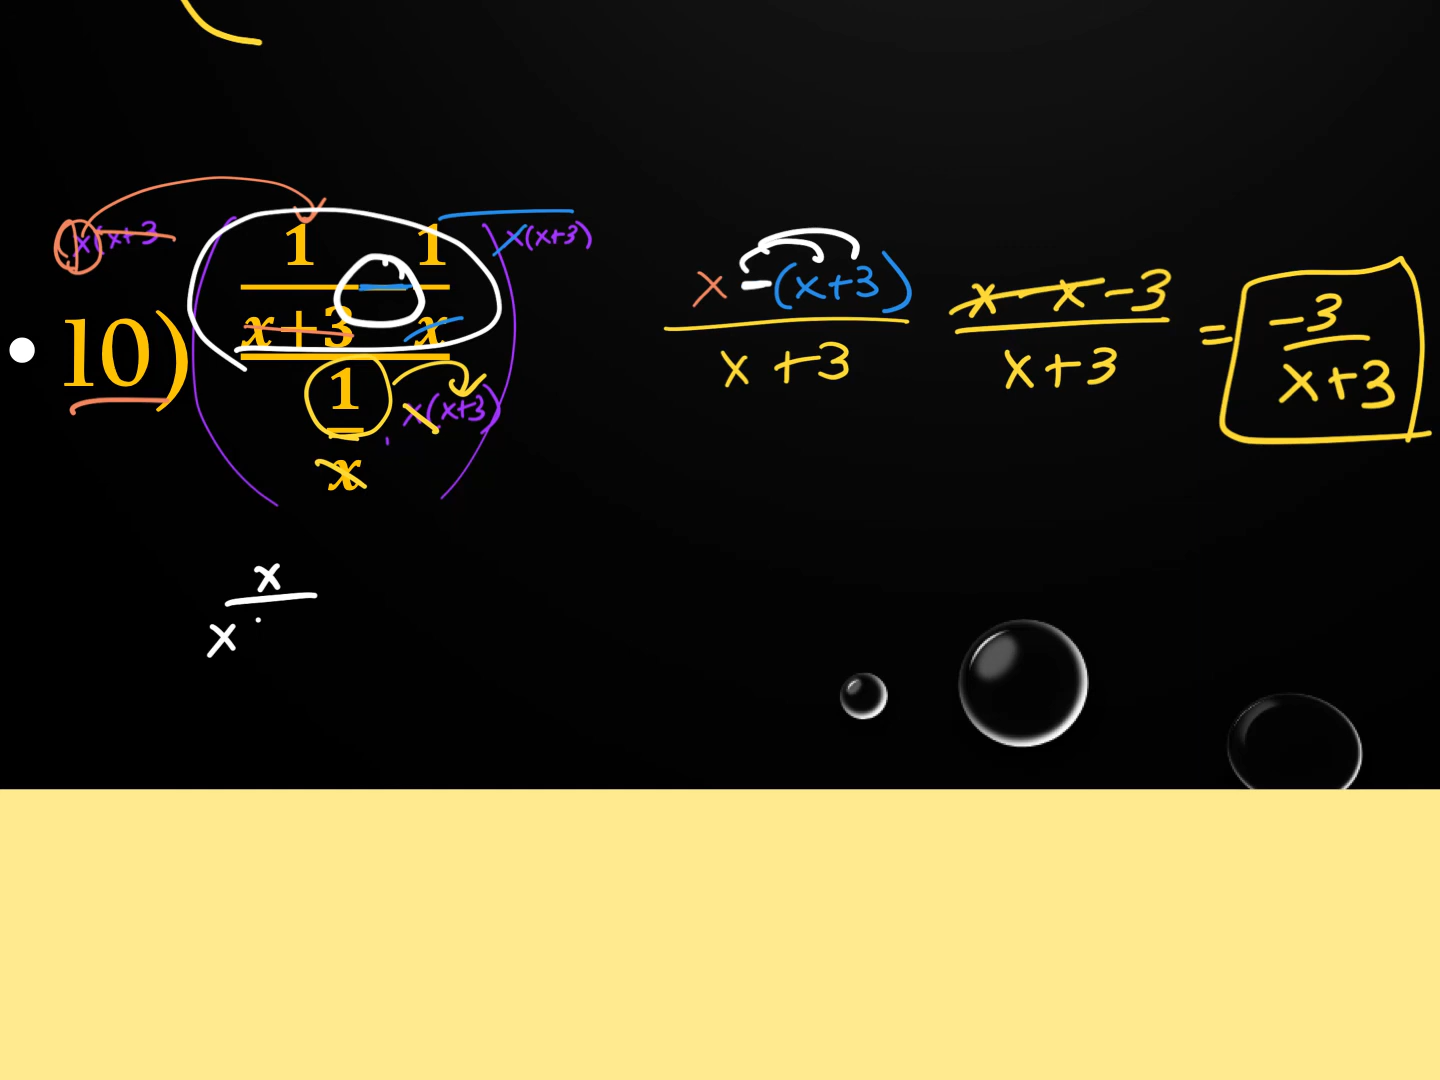 x(x+3 1 1 x(x+3)
• 10) x+3 - x
1 . x(x+3)
x
x -(x+3)
x+3
x - x -3
x+3
= -3
x+3
x
x ·